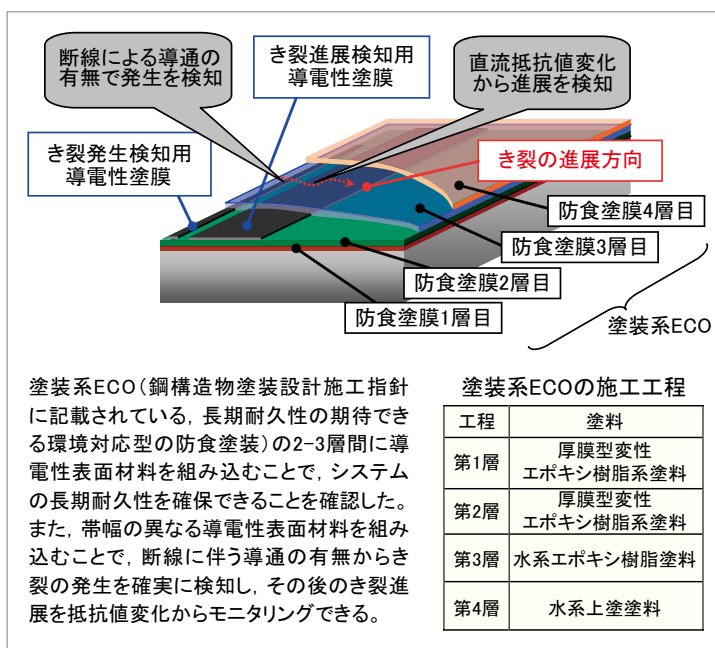 断線による導通の
有無で発生を検知
き裂進展検知用
導電性塗膜
直流抵抗値変化
から進展を検知
き裂発生検知用
導電性塗膜
き裂の進展方向
防食塗膜4層目
防食塗膜3層目
防食塗膜2層目
防食塗膜1層目
塗装系ECO
塗装系ECO(鋼構造物塗装設計施工指針
に記載されている,長期耐久性の期待でき
る環境対応型の防食塗装)の2-3層間に導
電性表面材料を組み込むことで,システム
の長期耐久性を確保できることを確認した。
また,帯幅の異なる導電性表面材料を組み
込むことで,断線に伴う導通の有無からき
裂の発生を確実に検知し,その後のき裂進
展を抵抗値変化からモニタリングできる。
塗装系ECOの施工工程
工程 塗料
第1層 厚膜型変性
エポキシ樹脂系塗料
第2層 厚膜型変性
エポキシ樹脂系塗料
第3層 水系エポキシ樹脂塗料
第4層 水系上塗塗料